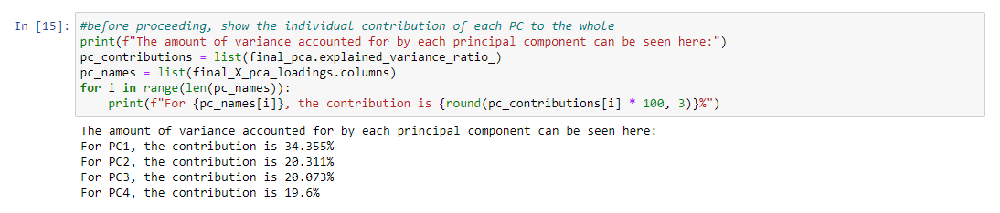 In [15]: #before proceeding, show the individual contribution of each PC to the whole
print(f"The amount of variance accounted for by each principal component can be seen here:")
pc_contributions = list(final_pca.explained_variance_ratio_)
pc_names = list(final_X_pca_loadings.columns)
for i in range(len(pc_names)):
    print(f"For {pc_names[i]}, the contribution is {round(pc_contributions[i] * 100, 3)}%")
The amount of variance accounted for by each principal component can be seen here:
For PC1, the contribution is 34.355%
For PC2, the contribution is 20.311%
For PC3, the contribution is 20.073%
For PC4, the contribution is 19.6%